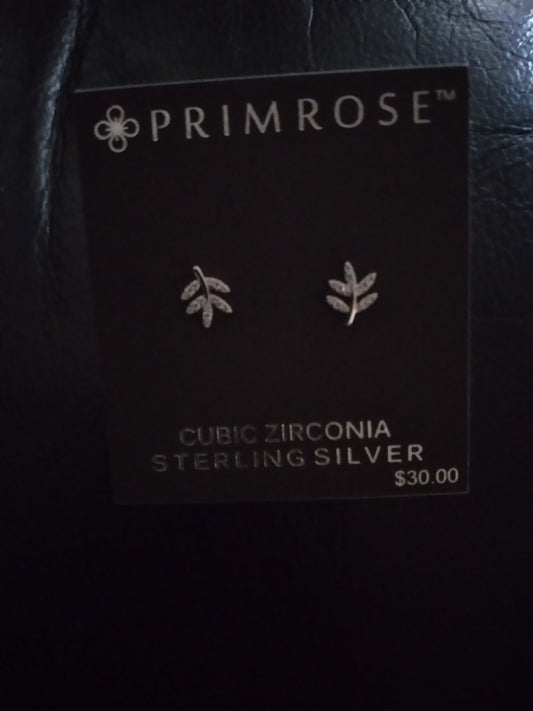 PRIMROSE™
CUBIC ZIRCONIA
STERLING SILVER
$30.00